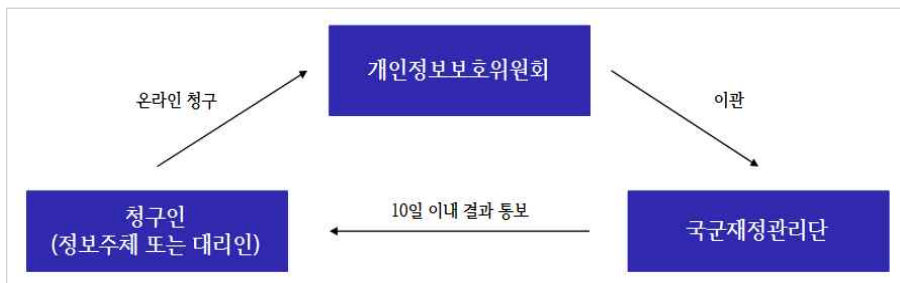 개인정보보호위원회
온라인 청구
이관
청구인
(정보주체 또는 대리인)
10일 이내 결과 통보
국군재정관리단